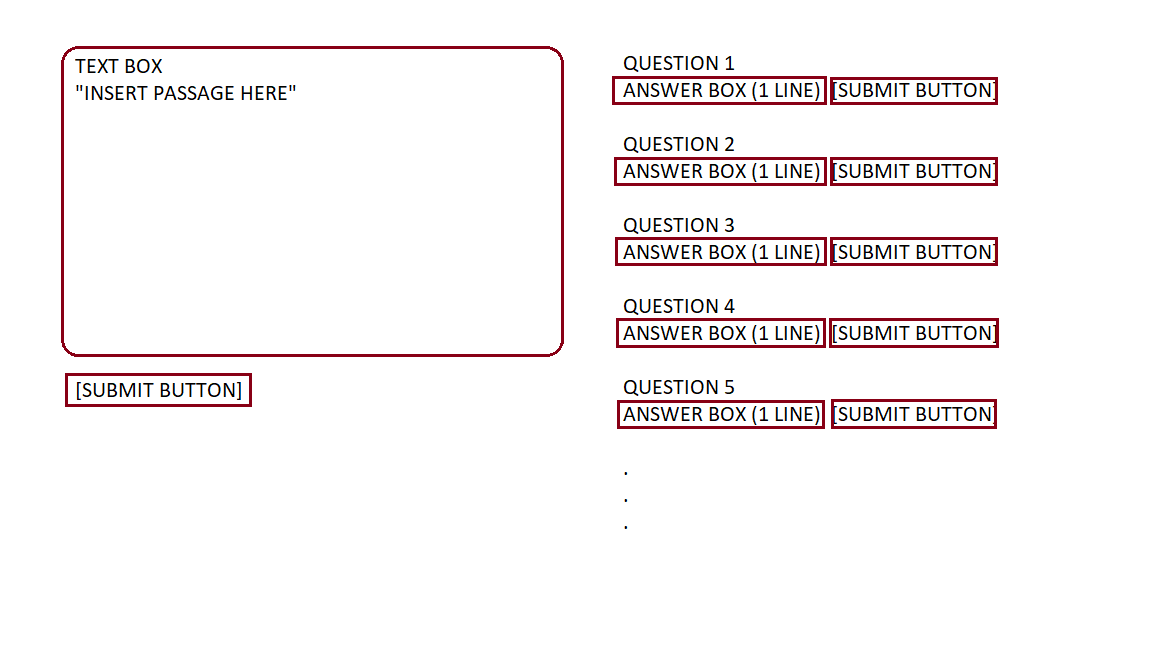 TEXT BOX
"INSERT PASSAGE HERE"
[SUBMIT BUTTON]
QUESTION 1
ANSWER BOX (1 LINE) [SUBMIT BUTTON]
QUESTION 2
ANSWER BOX (1 LINE) [SUBMIT BUTTON]
QUESTION 3
ANSWER BOX (1 LINE) [SUBMIT BUTTON]
QUESTION 4
ANSWER BOX (1 LINE) [SUBMIT BUTTON]
QUESTION 5
ANSWER BOX (1 LINE) [SUBMIT BUTTON]
.
.
.